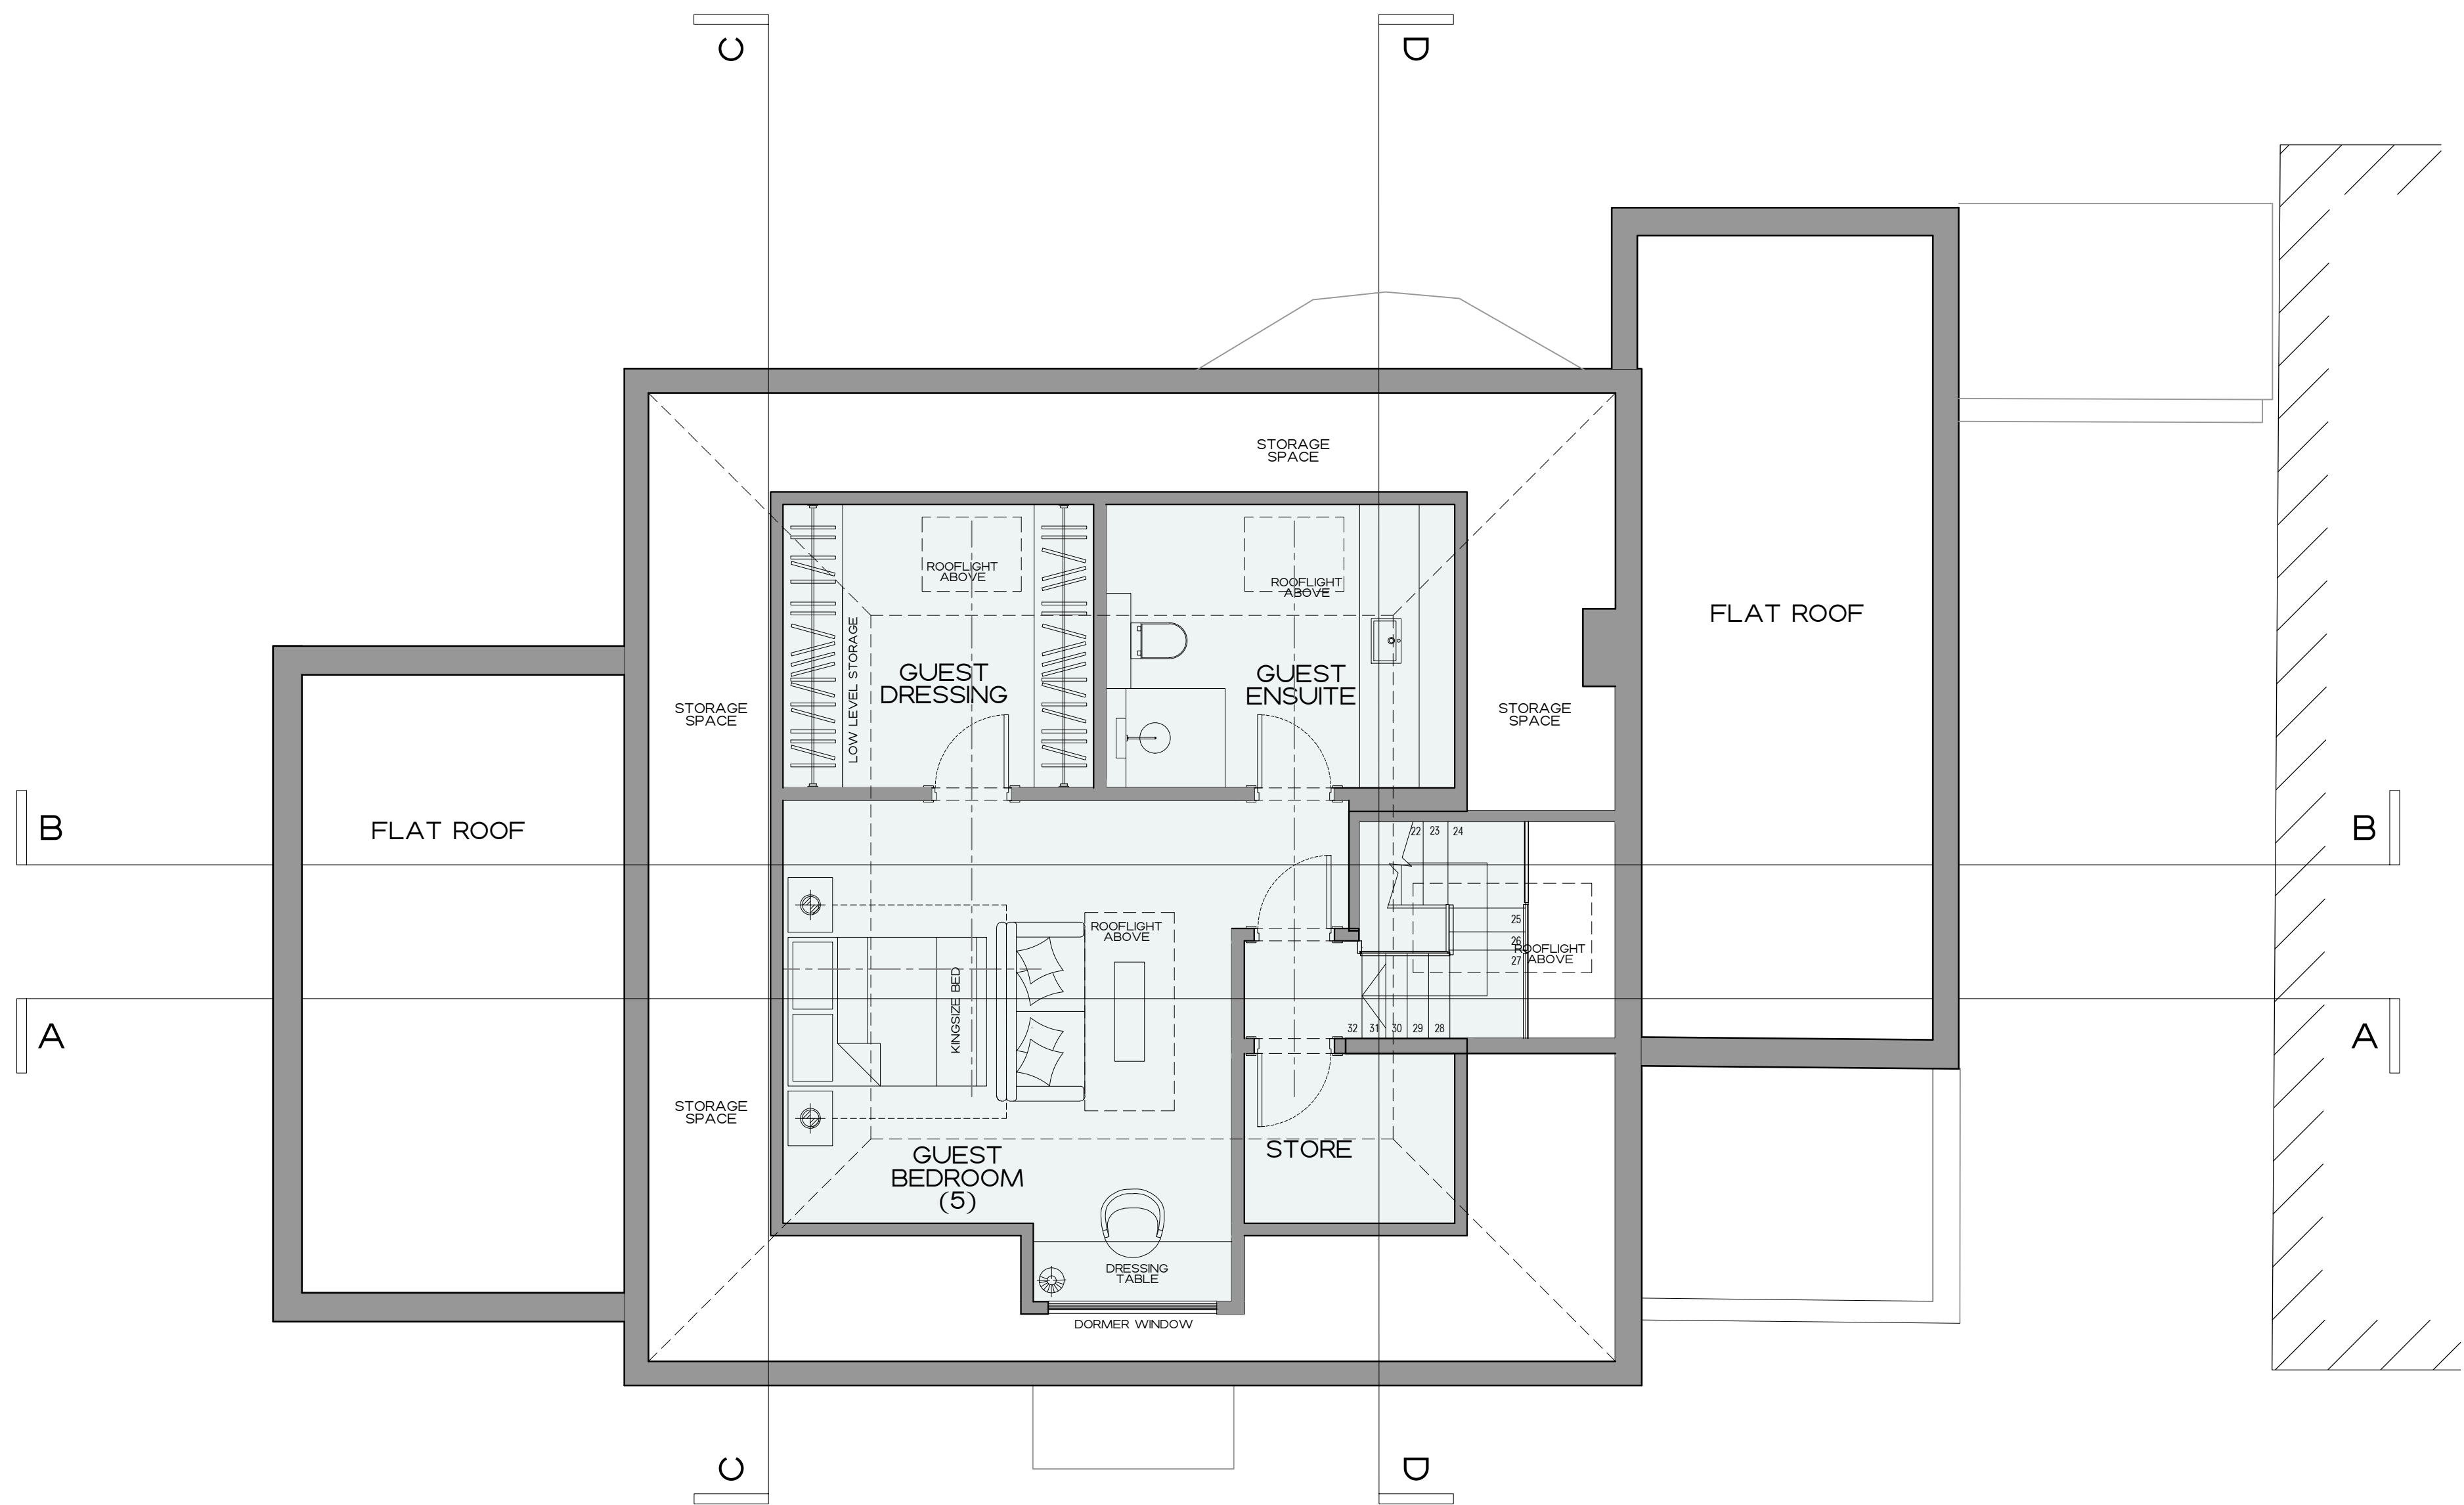 C
D
STORAGE
SPACE
ROOFLIGHT
ABOVE
ROOFLIGHT
ABOVE
FLAT ROOF
LOW LEVEL STORAGE
GUEST
DRESSING
GUEST
ENSUITE
STORAGE
SPACE
STORAGE
SPACE
B
FLAT ROOF
22 23 24
B
ROOFLIGHT
ABOVE
25
26
27
ROOFLIGHT
ABOVE
KINGSIZE BED
A
32 31 30 29 28
A
STORAGE
SPACE
GUEST
BEDROOM
(5)
STORE
DRESSING
TABLE
DORMER WINDOW
C
D